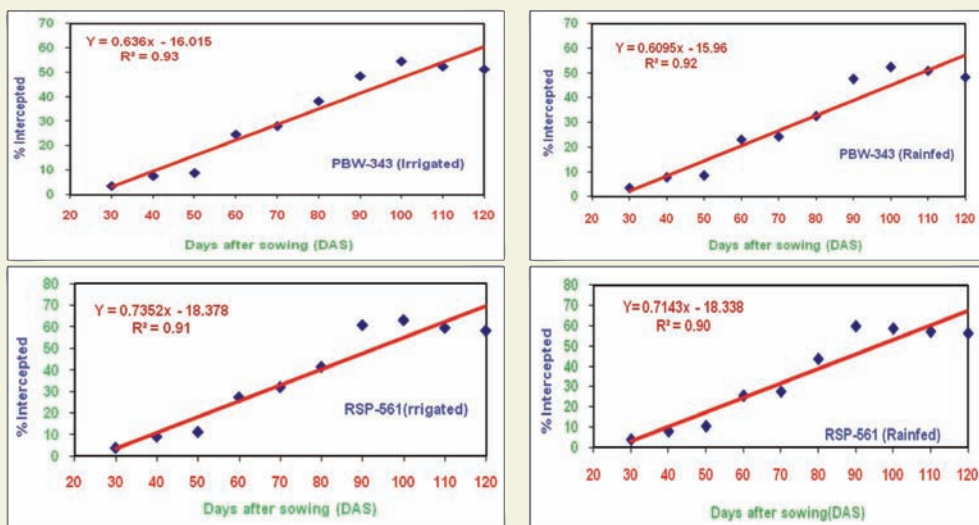 70
60
50
40
30
20
10
0
% Intercepted
Y = 0.636x - 16.015
R² = 0.93
PBW-343 (Irrigated)
20 30 40 50 60 70 80 90 100 110 120
Days after sowing (DAS)
70
60
50
40
30
20
10
0
% Intercepted
Y = 0.6095x - 15.96
R² = 0.92
PBW-343 (Rainfed)
20 30 40 50 60 70 80 90 100 110 120
Days after sowing (DAS)
80
70
60
50
40
30
20
10
0
% Intercepted
Y = 0.7352x - 18.378
R² = 0.91
RSP-561(rrigated)
20 30 40 50 60 70 80 90 100 110 120
Days after sowing (DAS)
80
70
60
50
40
30
20
10
0
% Intercepted
Y = 0.7143x - 18.338
R² = 0.90
RSP-561 (Rainfed)
20 30 40 50 60 70 80 90 100 110 120
Days after sowing(DAS)